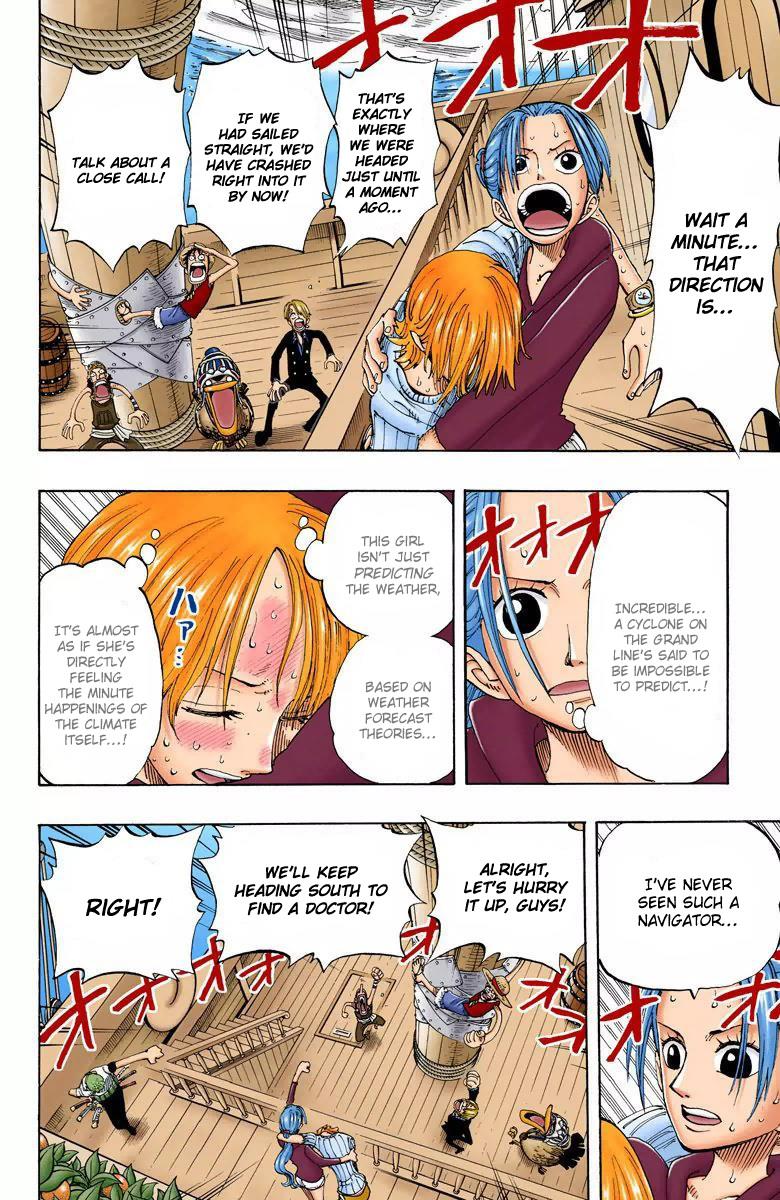 オオオ
WAIT A
MINUTE...
THAT
DIRECTION
IS...
THAT'S
EXACTLY
WHERE
WE WERE
HEADED
JUST UNTIL
A MOMENT
AGO...
IF WE
HAD SAILED
STRAIGHT, WE'D
HAVE CRASHED
RIGHT INTO IT
BY NOW!
TALK ABOUT A
CLOSE CALL!
オオオ
INCREDIBLE...
A CYCLONE ON
THE GRAND
LINE'S SAID TO
BE IMPOSSIBLE
TO PREDICT...!
THIS GIRL
ISN'T JUST
PREDICTING
THE WEATHER,
BASED ON
WEATHER
FORECAST
THEORIES...
ハァ…
IT'S ALMOST
AS IF SHE'S
DIRECTLY
FEELING
THE MINUTE
HAPPENINGS OF
THE CLIMATE
ITSELF...!
I'VE NEVER
SEEN SUCH A
NAVIGATOR...
オオオ
ALRIGHT,
LET'S HURRY
IT UP, GUYS!
WE'LL KEEP
HEADING SOUTH TO
FIND A DOCTOR!
RIGHT!
オオオオオ